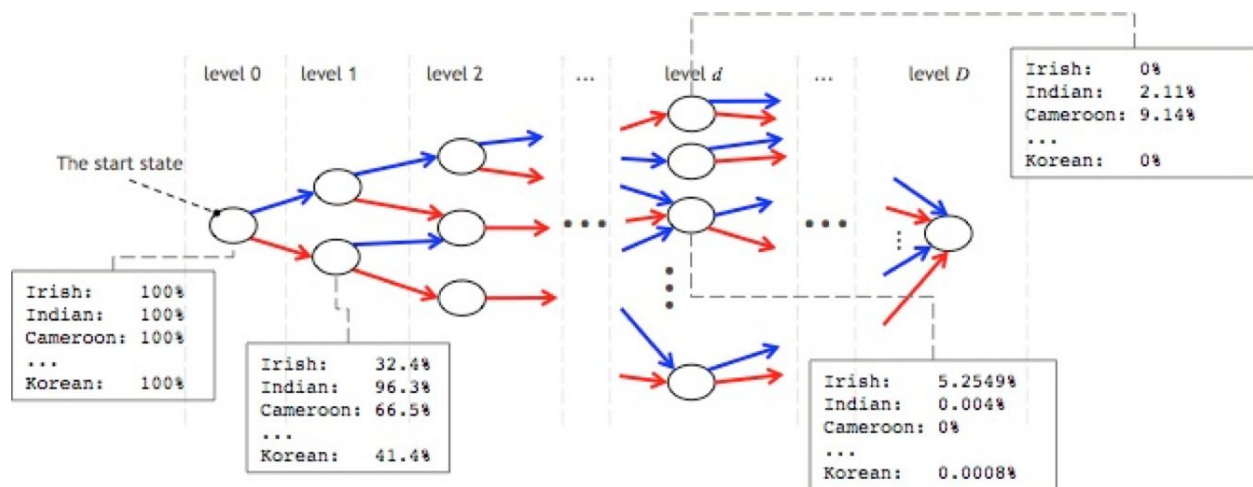 level 0
level 1
level 2
...
level d
...
level D
The start state
Irish: 0%
Indian: 2.11%
Cameroon: 9.14%
...
Korean: 0%
Irish: 100%
Indian: 100%
Cameroon: 100%
...
Korean: 100%
Irish: 32.4%
Indian: 96.3%
Cameroon: 66.5%
...
Korean: 41.4%
Irish: 5.2549%
Indian: 0.004%
Cameroon: 0%
...
Korean: 0.0008%